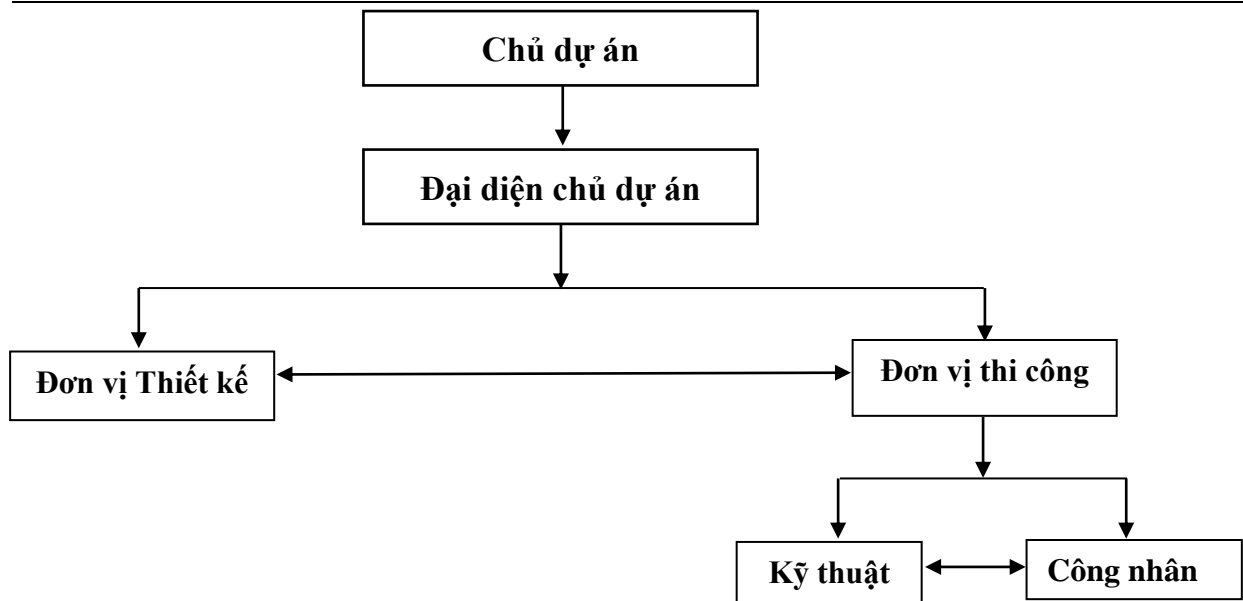 Chủ dự án
Đại diện chủ dự án
Đơn vị Thiết kế
Đơn vị thi công
Kỹ thuật
Công nhân